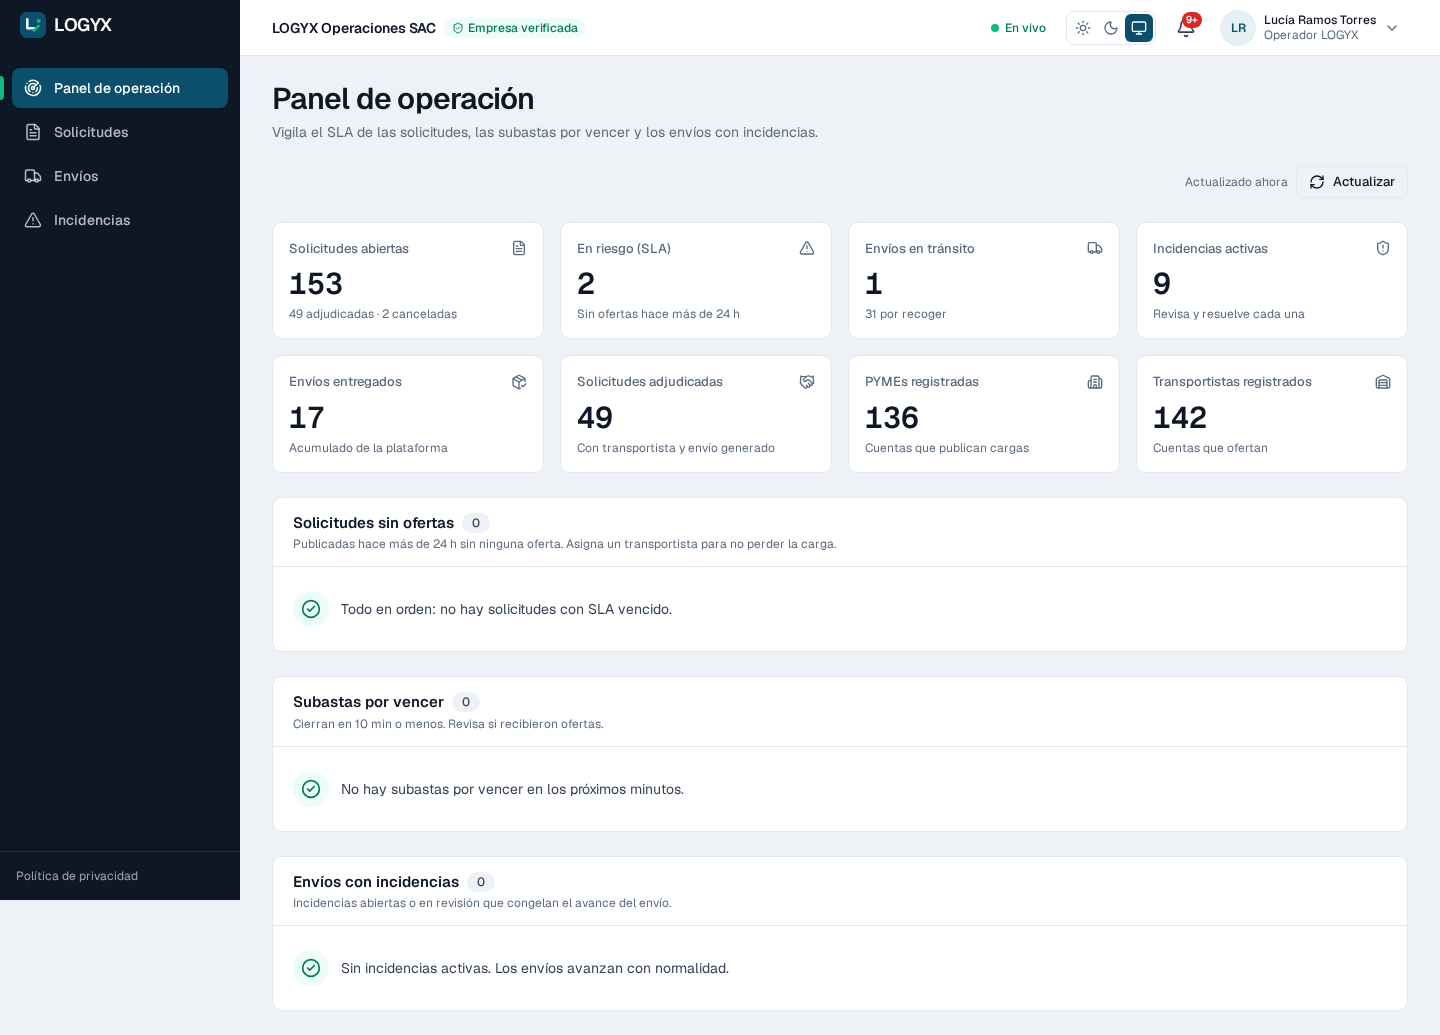 LOGYX
LOGYX Operaciones SAC
Empresa verificada
En vivo
9+
LR
Lucía Ramos Torres
Operador LOGYX
Panel de operación
Solicitudes
Envíos
Incidencias
Política de privacidad
Panel de operación
Vigila el SLA de las solicitudes, las subastas por vencer y los envíos con incidencias.
Actualizado ahora
Actualizar
Solicitudes abiertas
153
49 adjudicadas · 2 canceladas
En riesgo (SLA)
2
Sin ofertas hace más de 24 h
Envíos en tránsito
1
31 por recoger
Incidencias activas
9
Revisa y resuelve cada una
Envíos entregados
17
Acumulado de la plataforma
Solicitudes adjudicadas
49
Con transportista y envío generado
PYMEs registradas
136
Cuentas que publican cargas
Transportistas registrados
142
Cuentas que ofertan
Solicitudes sin ofertas 0
Publicadas hace más de 24 h sin ninguna oferta. Asigna un transportista para no perder la carga.
Todo en orden: no hay solicitudes con SLA vencido.
Subastas por vencer 0
Cierran en 10 min o menos. Revisa si recibieron ofertas.
No hay subastas por vencer en los próximos minutos.
Envíos con incidencias 0
Incidencias abiertas o en revisión que congelan el avance del envío.
Sin incidencias activas. Los envíos avanzan con normalidad.